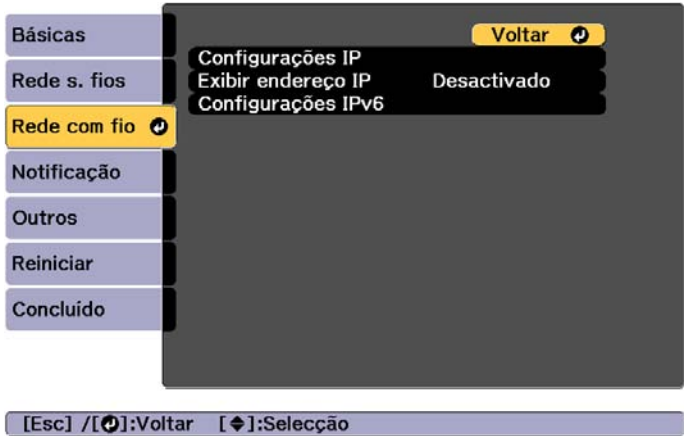 Básicas
Rede s. fios
Rede com fio
Notificação
Outros
Reiniciar
Concluído
Voltar
Configurações IP
Exibir endereço IP Desactivado
Configurações IPv6
[Esc] /[⏎]:Voltar [◆]:Selecção